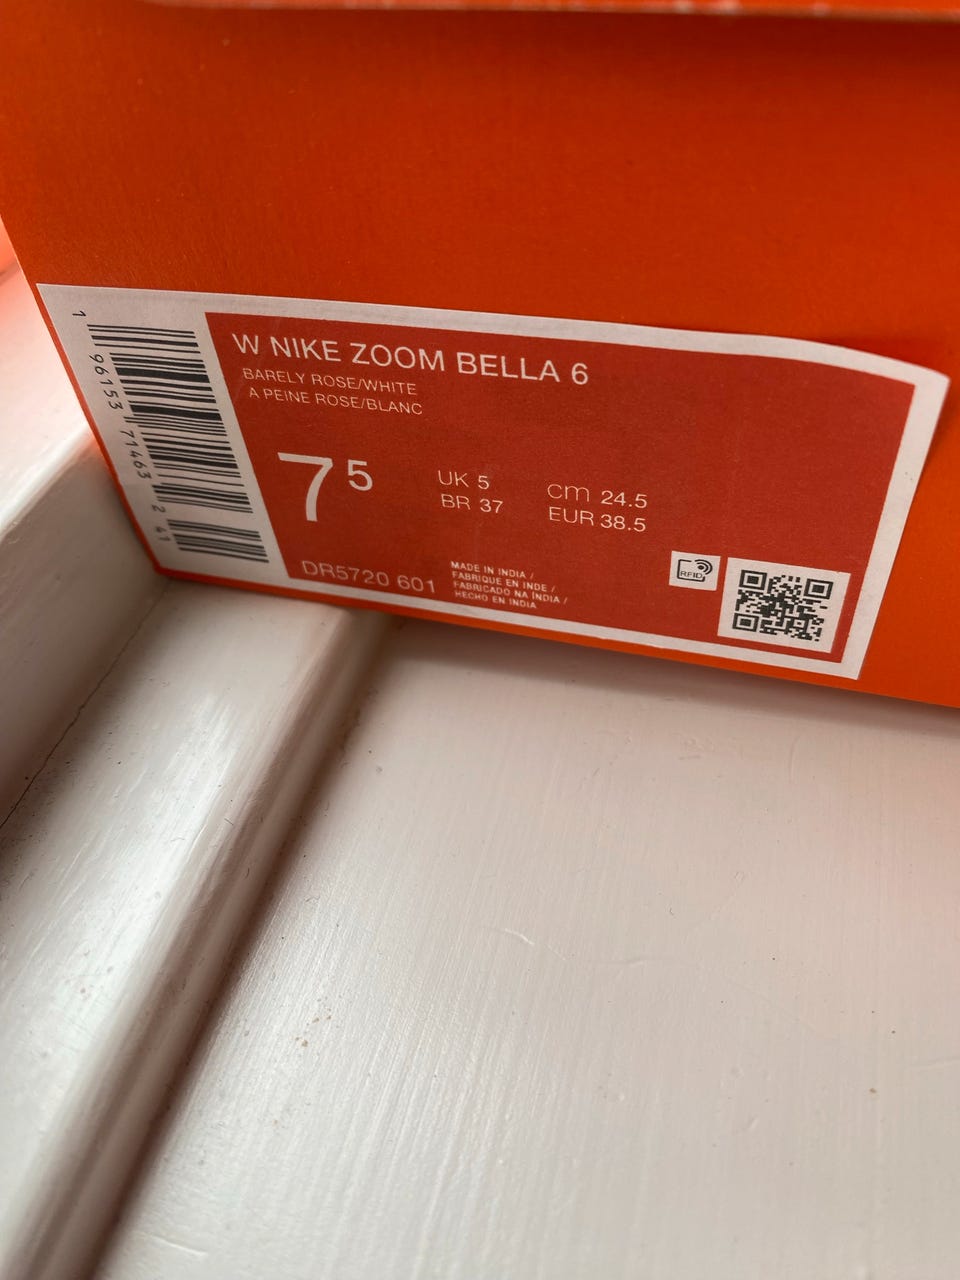 W NIKE ZOOM BELLA 6
BARELY ROSE/WHITE
A PEINE ROSE/BLANC
7 5
UK 5
BR 37
cm 24.5
EUR 38.5
DR5720 601
MADE IN INDIA /
FABRIQUE EN INDE /
FABRICADO NA ÍNDIA /
HECHO EN INDIA
RFID
1 96153 71463 2 41